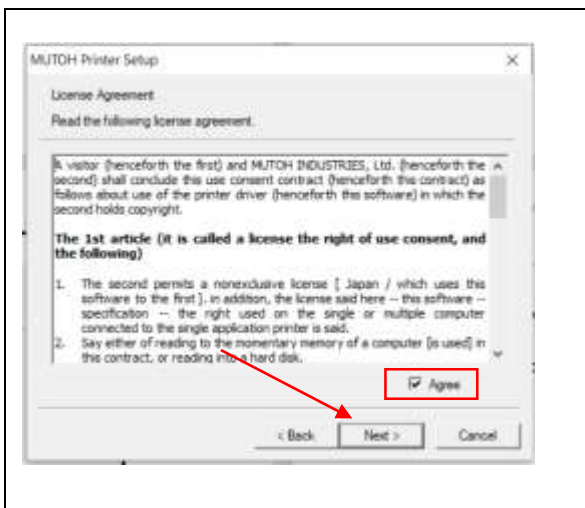 MUTOH Printer Setup
License Agreement
Read the following license agreement.
A visitor (henceforth the first) and MUTOH INDUSTRIES, Ltd. (henceforth the
second) shall conclude this use consent contract (henceforth this contract) as
follows about use of the printer driver (henceforth this software) in which the
second holds copyright.
The 1st article (it is called a license the right of use consent, and
the following)
1. The second permits a nonexclusive license [ Japan / which uses this
software to the first ]. in addition, the license said here -- this software --
specification -- the right used on the single or multiple computer
connected to the single application printer is said.
2. Say either of reading to the momentary memory of a computer [is used] in
this contract, or reading into a hard disk.
Agree
< Back
Next >
Cancel